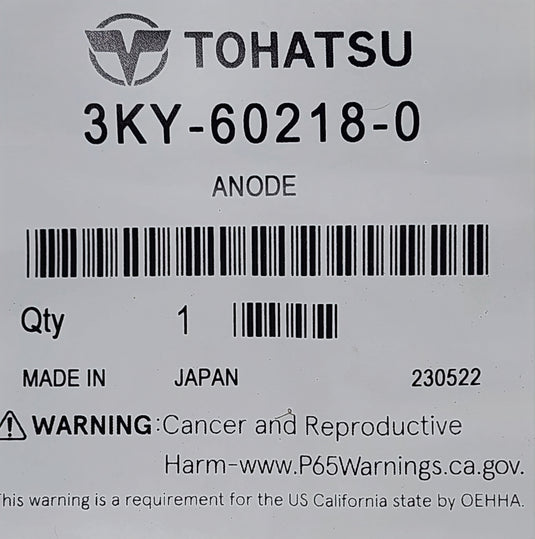 TOHATSU
3KY-60218-0
ANODE
Qty 1
MADE IN JAPAN 230522
WARNING:Cancer and Reproductive
Harm-www.P65Warnings.ca.gov.
This warning is a requirement for the US California state by OEHHA.